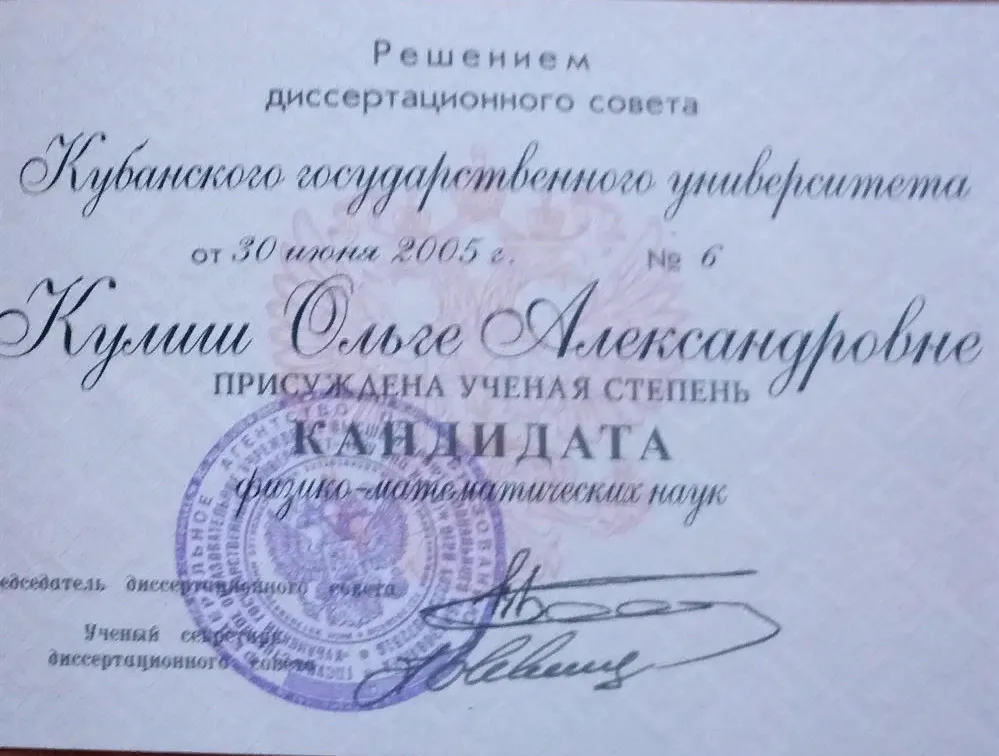 Решением
диссертационного совета
Кубанского государственного университета
от 30 июня 2005 г. № 6
Кулиш Ольге Александровне
ПРИСУЖДЕНА УЧЕНАЯ СТЕПЕНЬ
КАНДИДАТА
физико-математических наук
едседатель диссертационного совета
Ученый секретарь
диссертационного совета